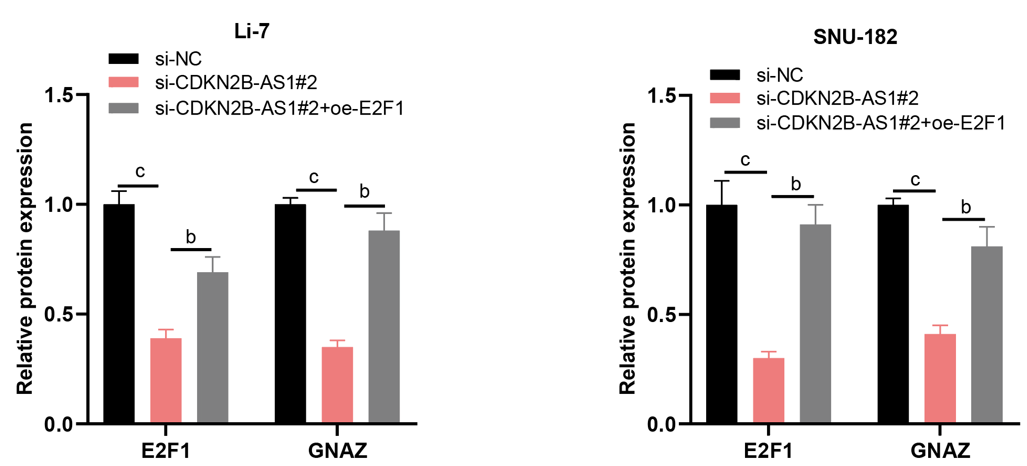 Li-7
si-NC
si-CDKN2B-AS1#2
si-CDKN2B-AS1#2+oe-E2F1
Relative protein expression
1.5
1.0
0.5
0.0
c
b
c
b
E2F1
GNAZ
SNU-182
si-NC
si-CDKN2B-AS1#2
si-CDKN2B-AS1#2+oe-E2F1
Relative protein expression
1.5
1.0
0.5
0.0
c
b
c
b
E2F1
GNAZ